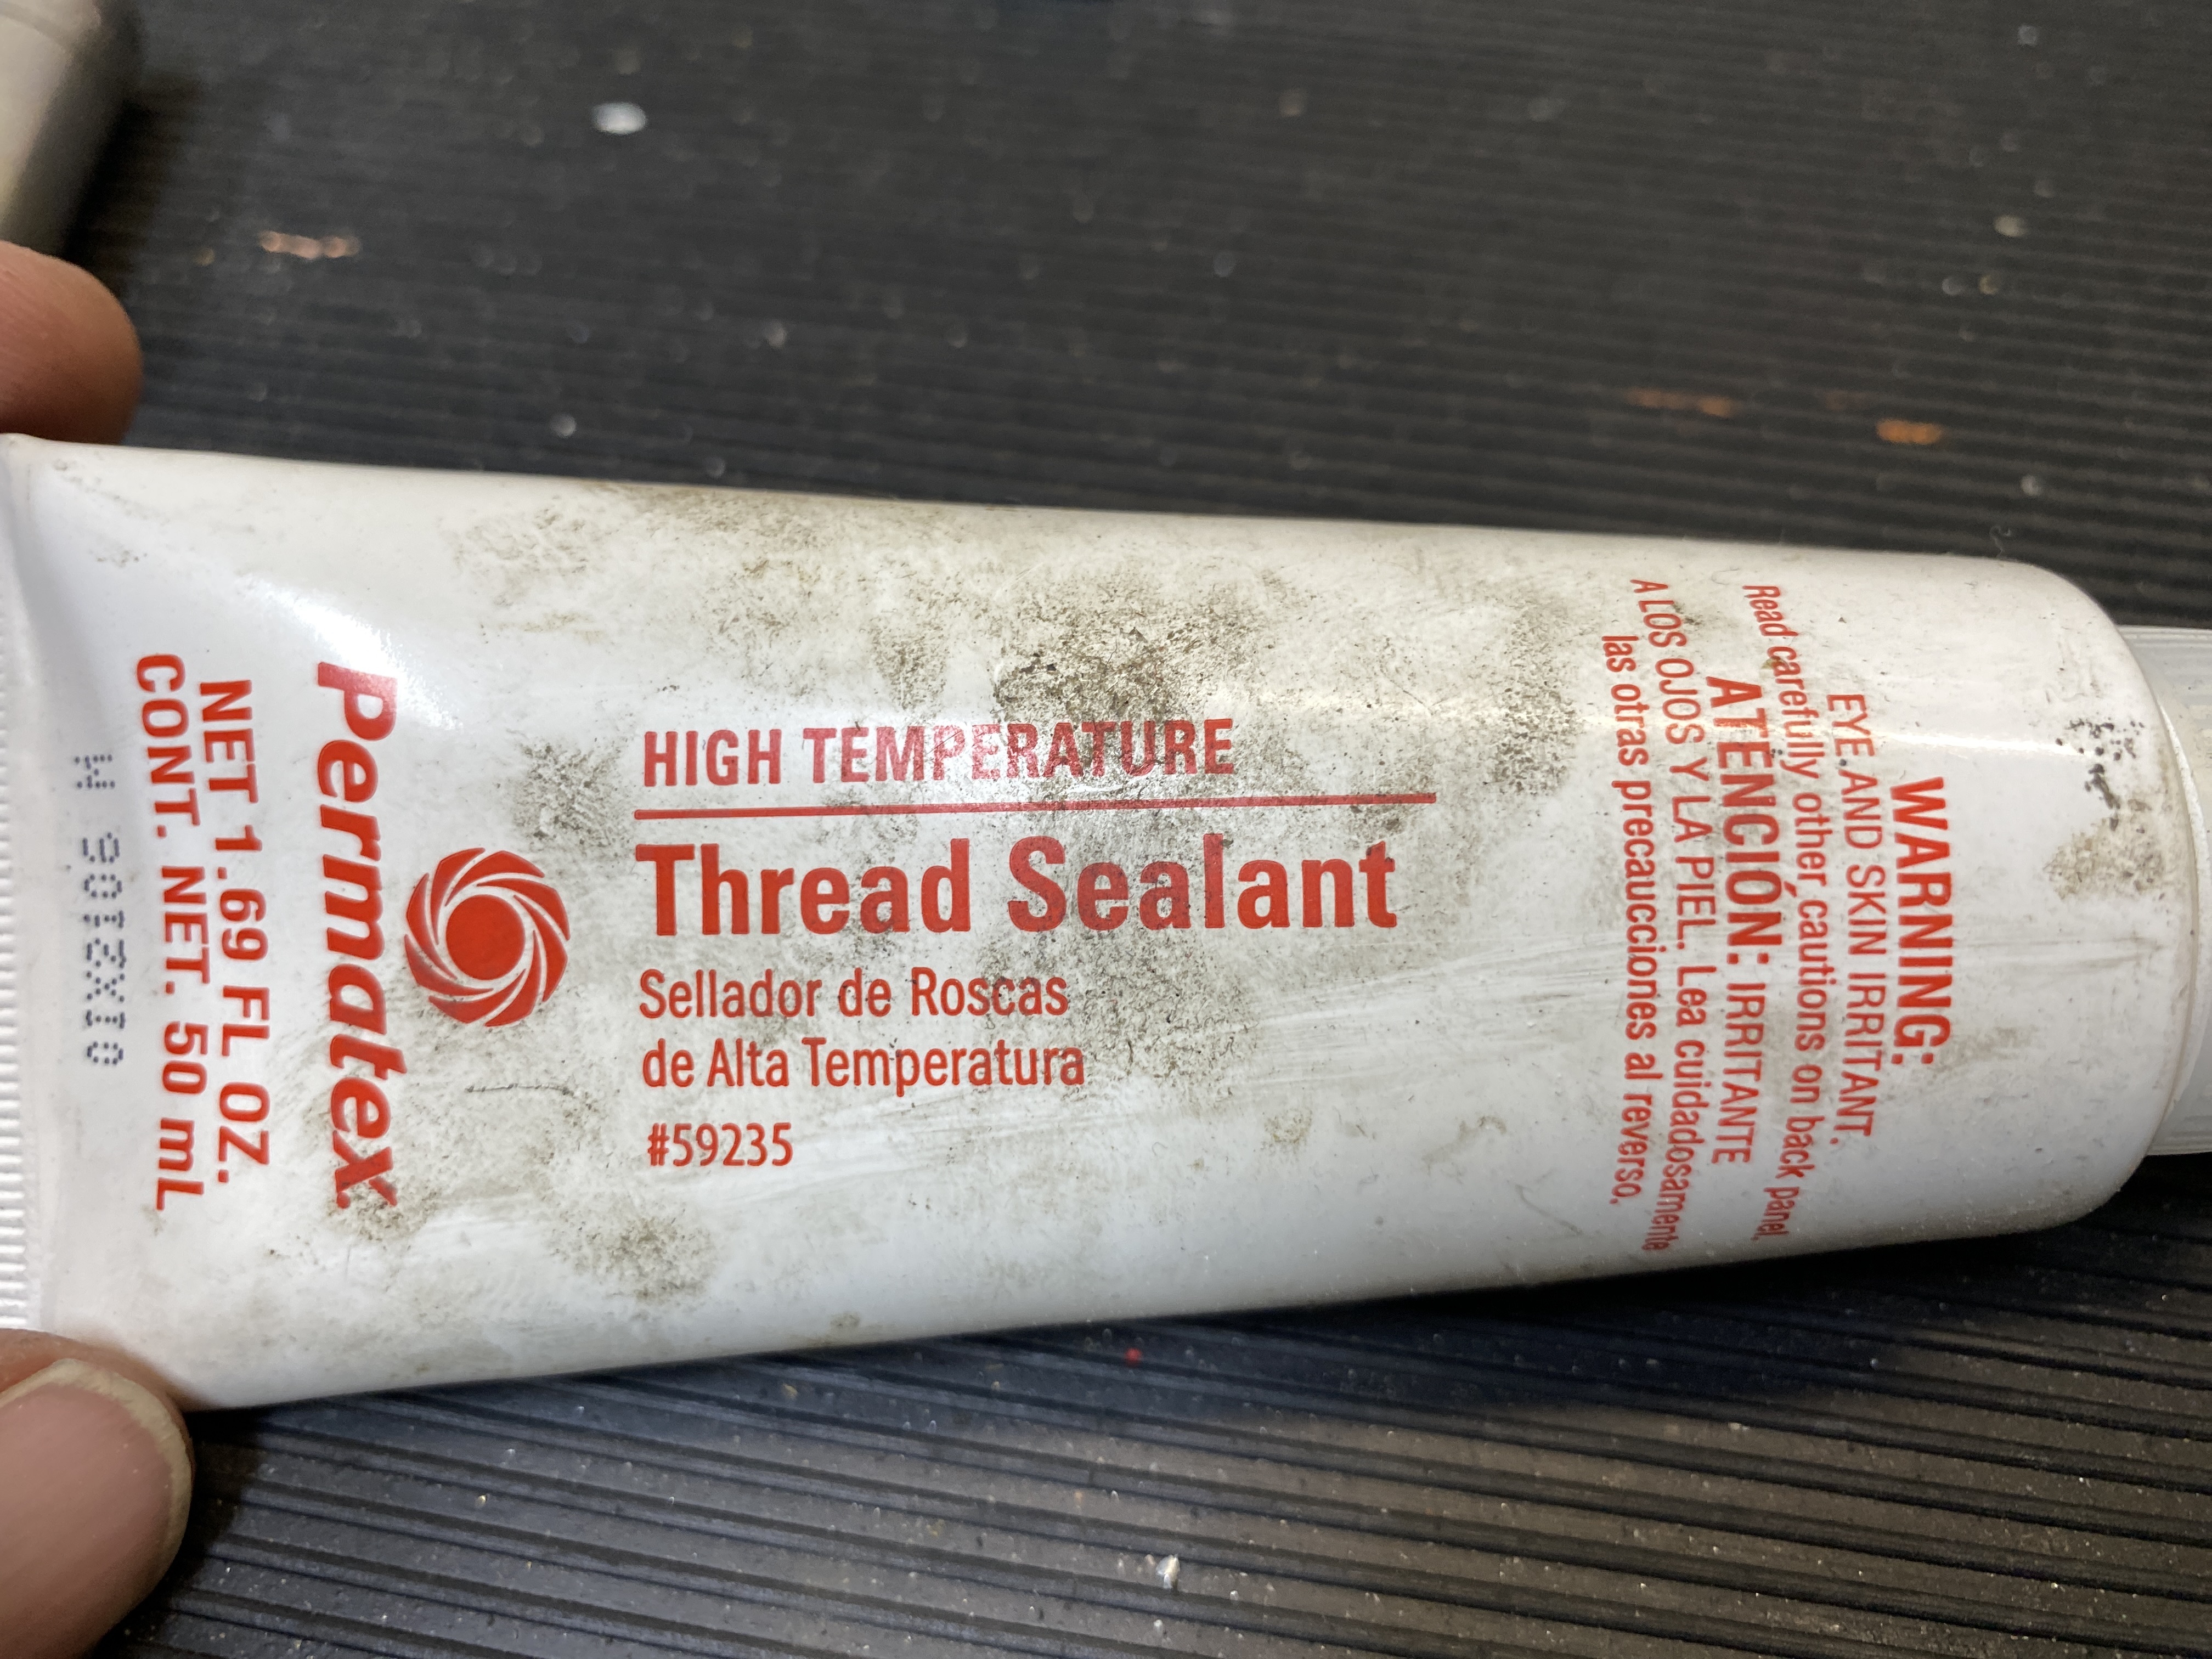 HIGH TEMPERATURE
Thread Sealant
Sellador de Roscas
de Alta Temperatura
#59235
Permatex
NET 1.69 FL OZ.
CONT. NET. 50 mL
WARNING:
EYE AND SKIN IRRITANT.
Read carefully other cautions on back panel.
ATENCIÓN: IRRITANTE
A LOS OJOS Y LA PIEL. Lea cuidadosamente
las otras precaucciones al reverso.